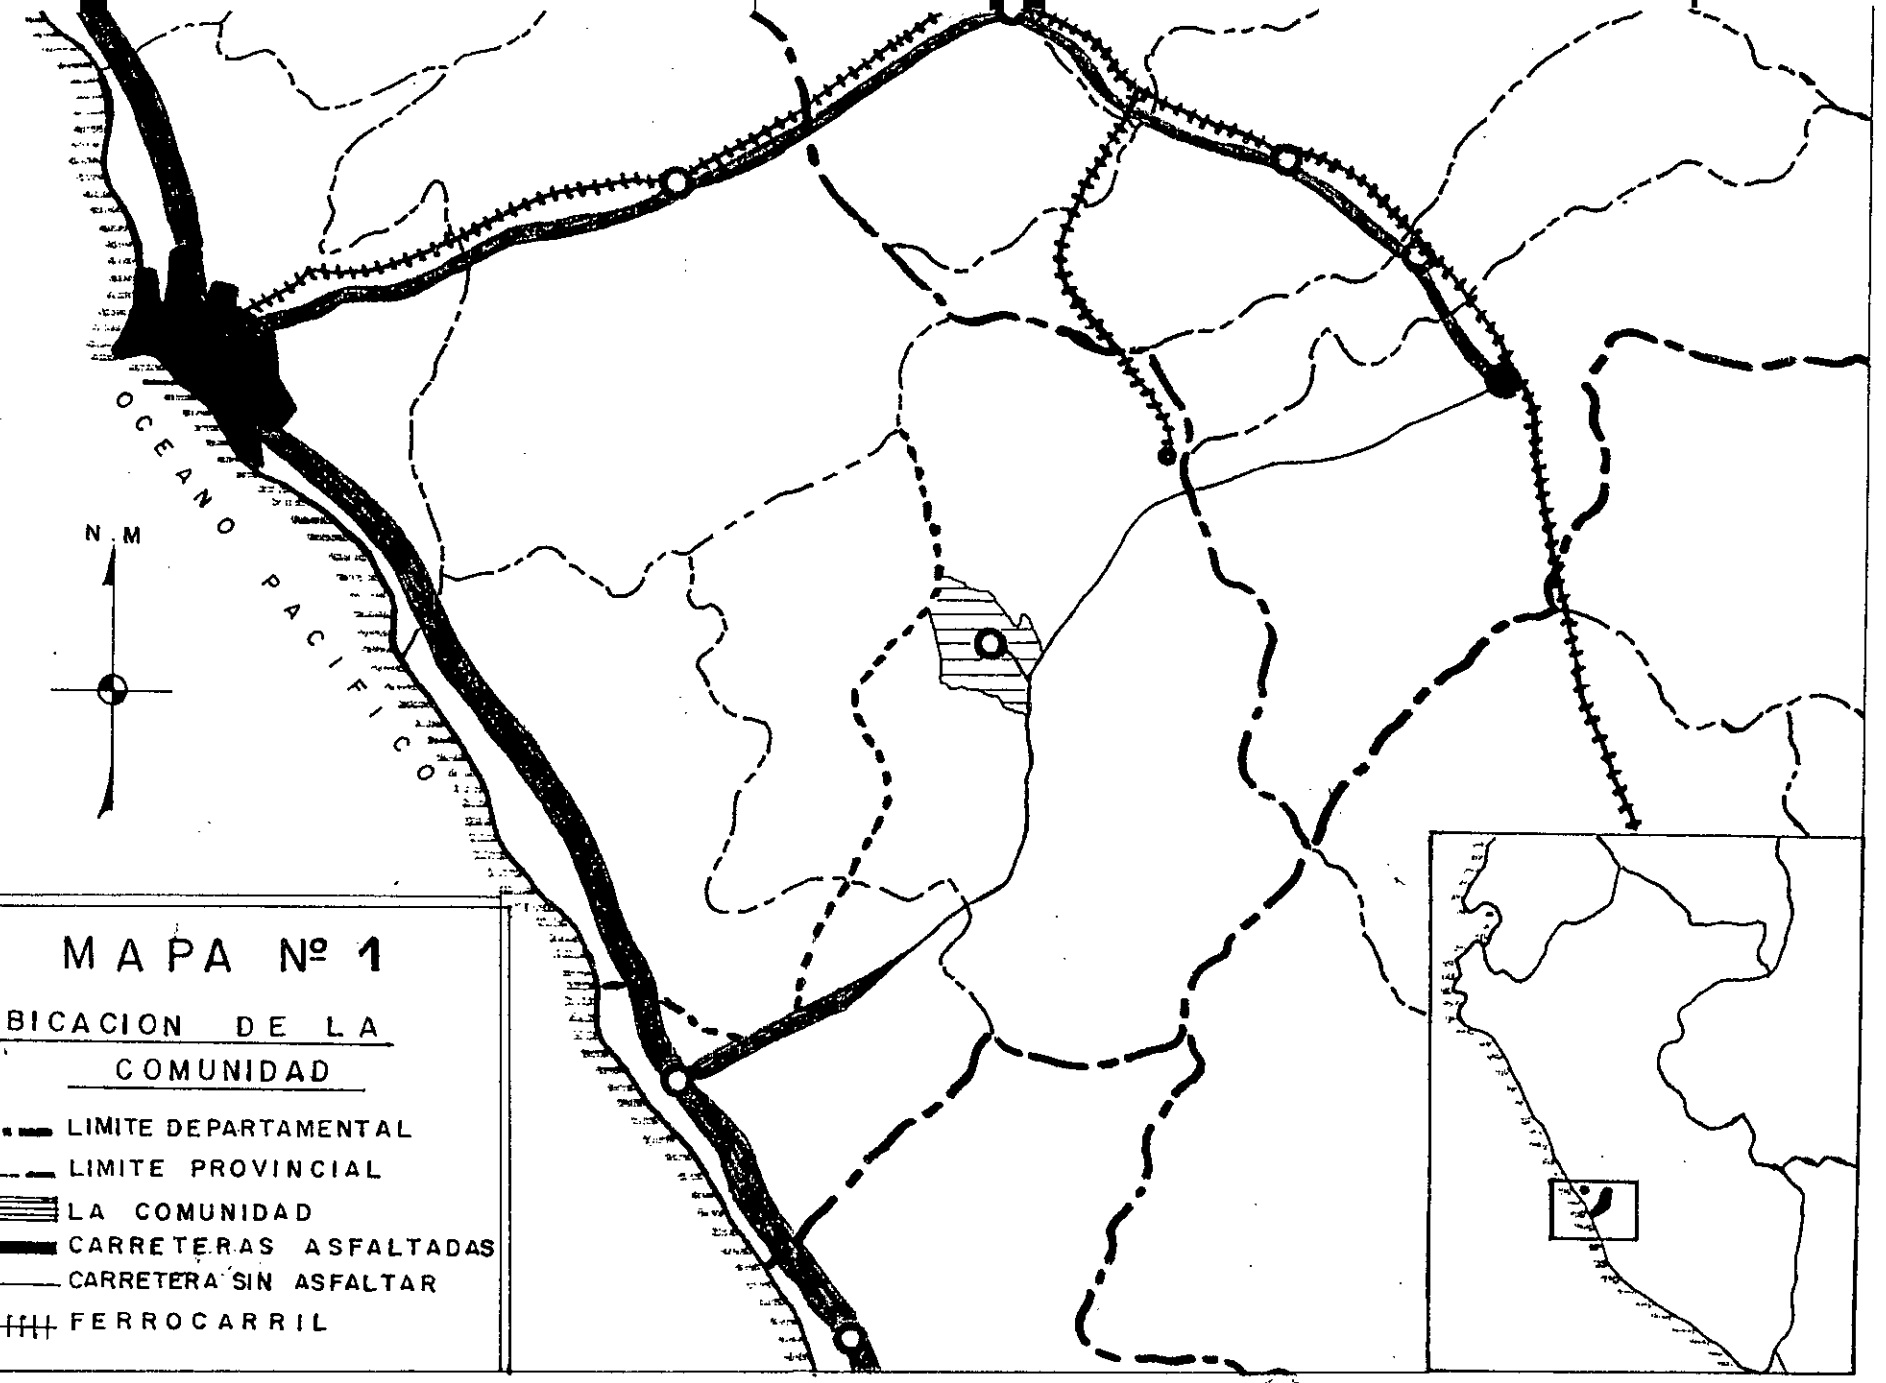 OCEANO PACIFICO
N.M
MAPA Nº 1
BICACION DE LA
COMUNIDAD
LIMITE DEPARTAMENTAL
LIMITE PROVINCIAL
LA COMUNIDAD
CARRETERAS ASFALTADAS
CARRETERA SIN ASFALTAR
FERROCARRIL